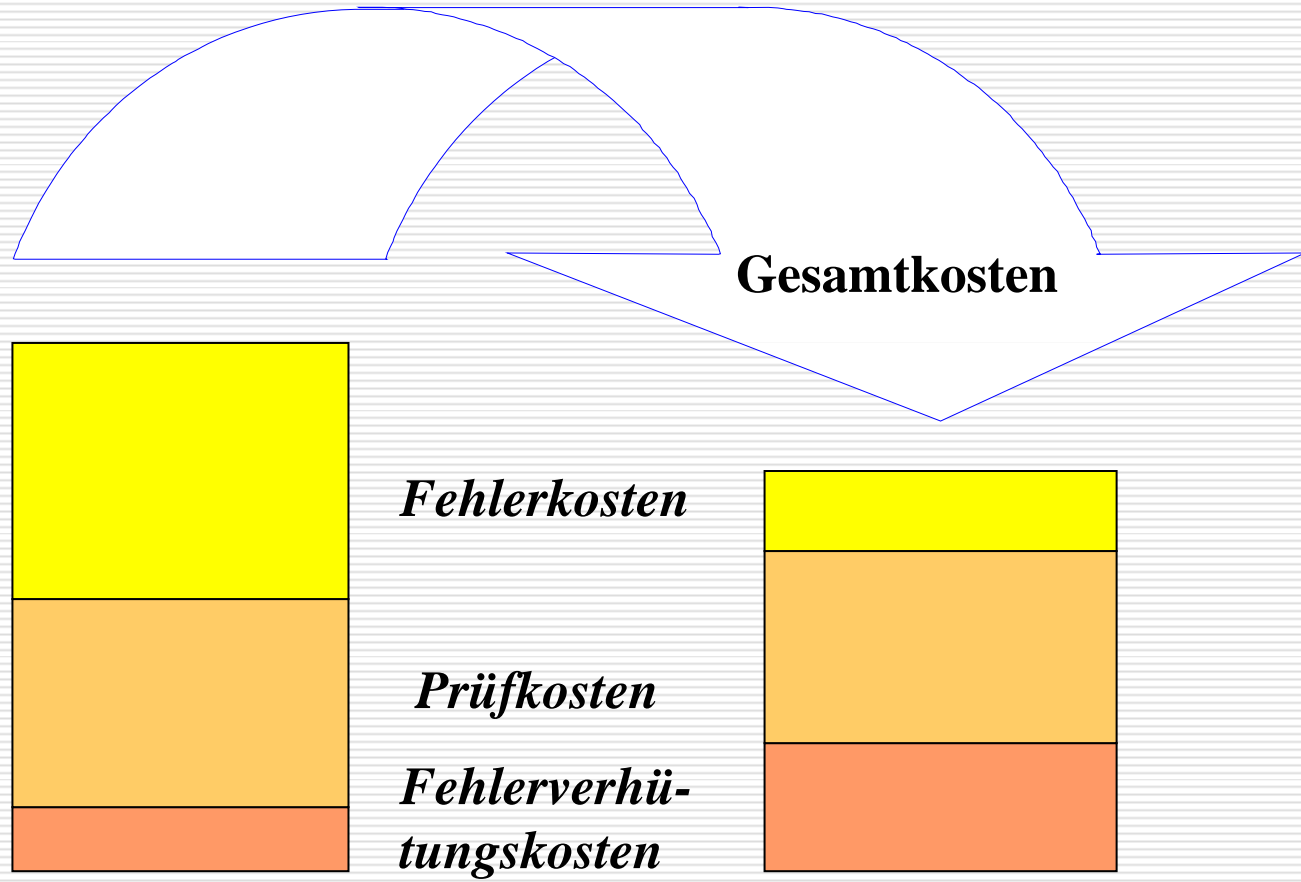 Gesamtkosten
Fehlerkosten
Prüfkosten
Fehlerverhü-
tungskosten